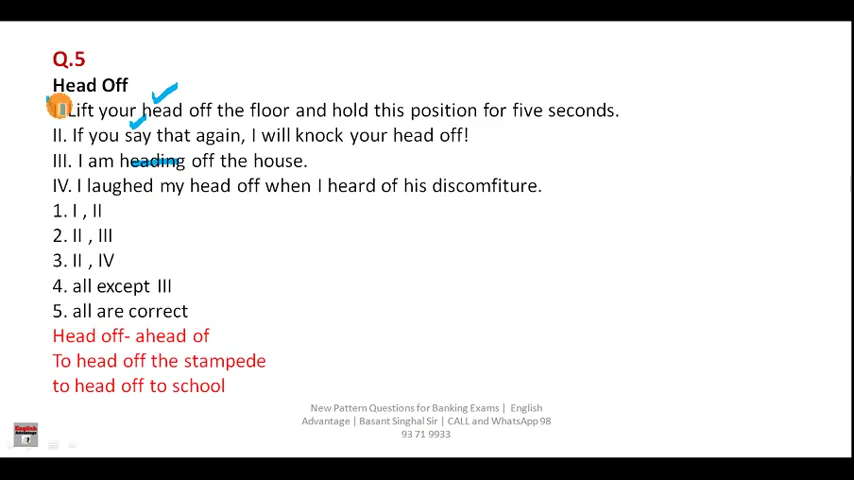 Q.5
Head Off
I. Lift your head off the floor and hold this position for five seconds.
II. If you say that again, I will knock your head off!
III. I am heading off the house.
IV. I laughed my head off when I heard of his discomfiture.
1. I , II
2. II , III
3. II , IV
4. all except III
5. all are correct
Head off- ahead of
To head off the stampede
to head off to school
New Pattern Questions for Banking Exams | English
Advantage | Basant Singhal Sir | CALL and WhatsApp 98
93 71 9933
English
Advantage